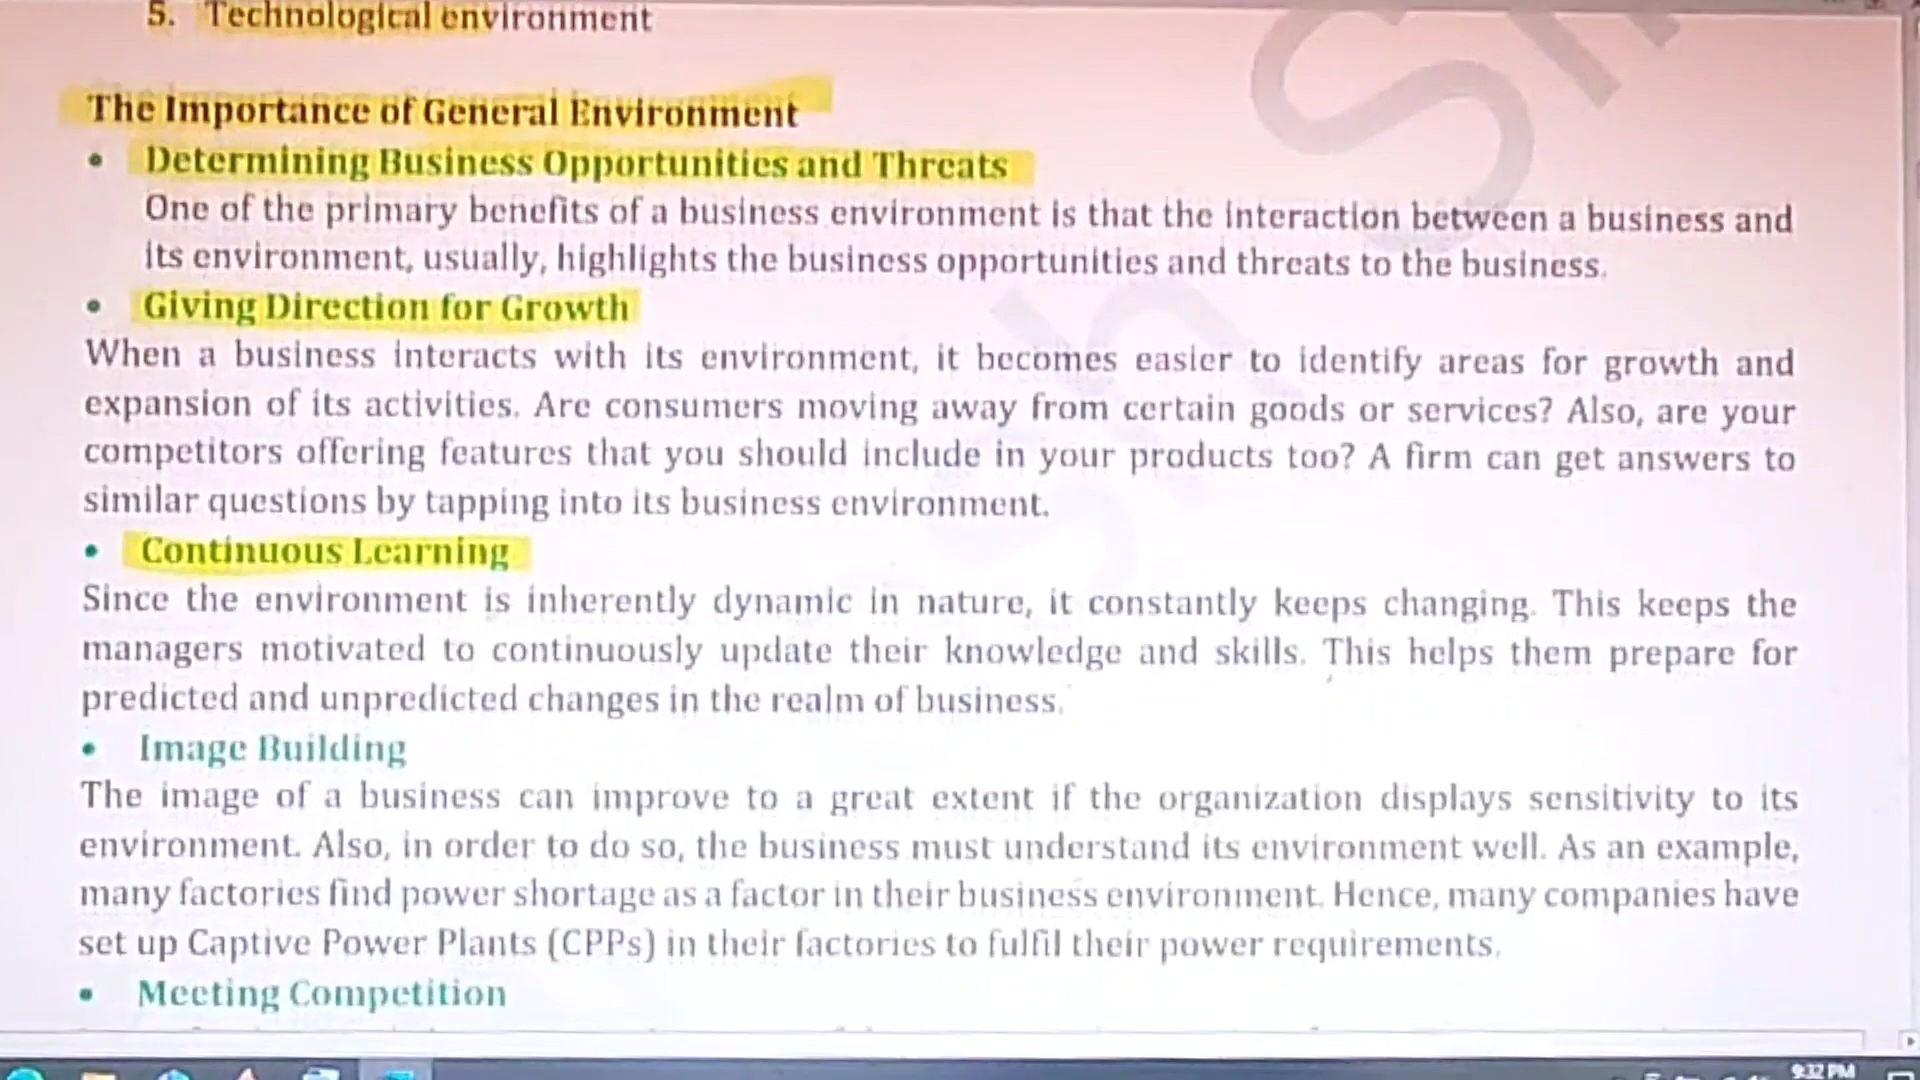 5. Technological environment
The Importance of General Environment
• Determining Business Opportunities and Threats
One of the primary benefits of a business environment is that the interaction between a business and
its environment, usually, highlights the business opportunities and threats to the business.
• Giving Direction for Growth
When a business interacts with its environment, it becomes easier to identify areas for growth and
expansion of its activities. Are consumers moving away from certain goods or services? Also, are your
competitors offering features that you should include in your products too? A firm can get answers to
similar questions by tapping into its business environment.
• Continuous Learning
Since the environment is inherently dynamic in nature, it constantly keeps changing. This keeps the
managers motivated to continuously update their knowledge and skills. This helps them prepare for
predicted and unpredicted changes in the realm of business.
• Image Building
The image of a business can improve to a great extent if the organization displays sensitivity to its
environment. Also, in order to do so, the business must understand its environment well. As an example,
many factories find power shortage as a factor in their business environment. Hence, many companies have
set up Captive Power Plants (CPPs) in their factories to fulfil their power requirements.
• Meeting Competition
9:32 PM